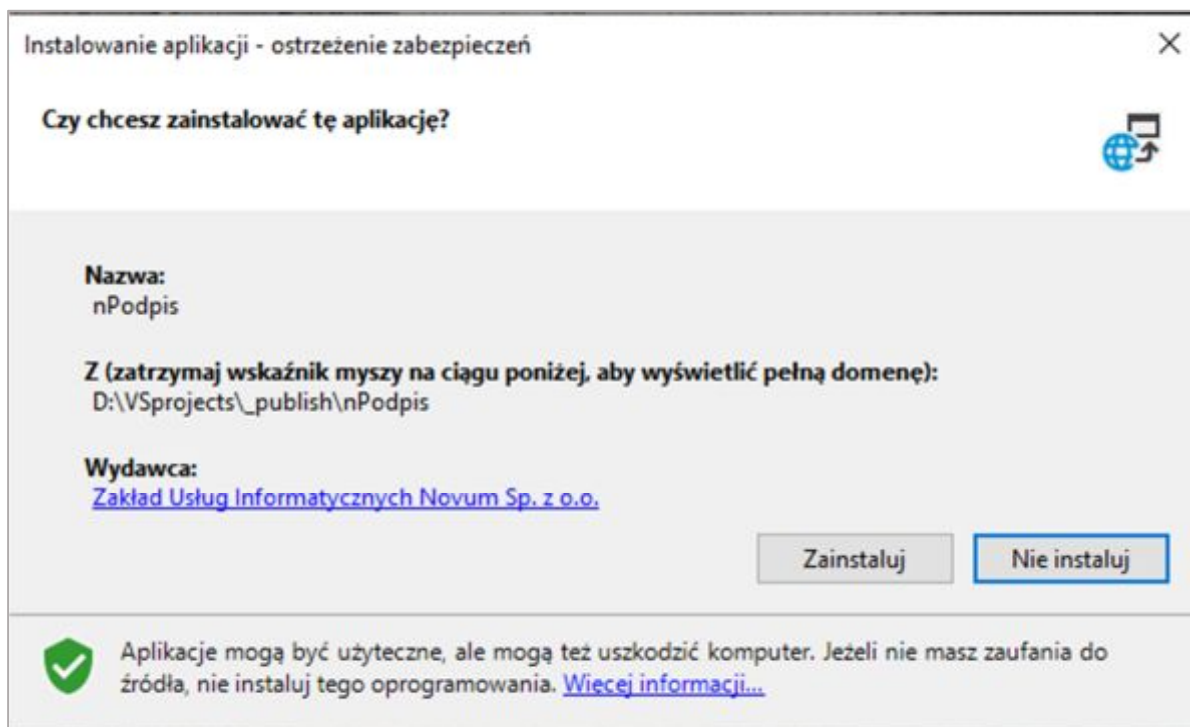 Instalowanie aplikacji - ostrzeżenie zabezpieczeń
Czy chcesz zainstalować tę aplikację?
Nazwa:
nPodpis
Z (zatrzymaj wskaźnik myszy na ciągu poniżej, aby wyświetlić pełną domenę):
D:\VSprojects\_publish\nPodpis
Wydawca:
Zakład Usług Informatycznych Novum Sp. z o.o.
Zainstaluj Nie instaluj
Aplikacje mogą być użyteczne, ale mogą też uszkodzić komputer. Jeżeli nie masz zaufania do
źródła, nie instaluj tego oprogramowania. Więcej informacji...